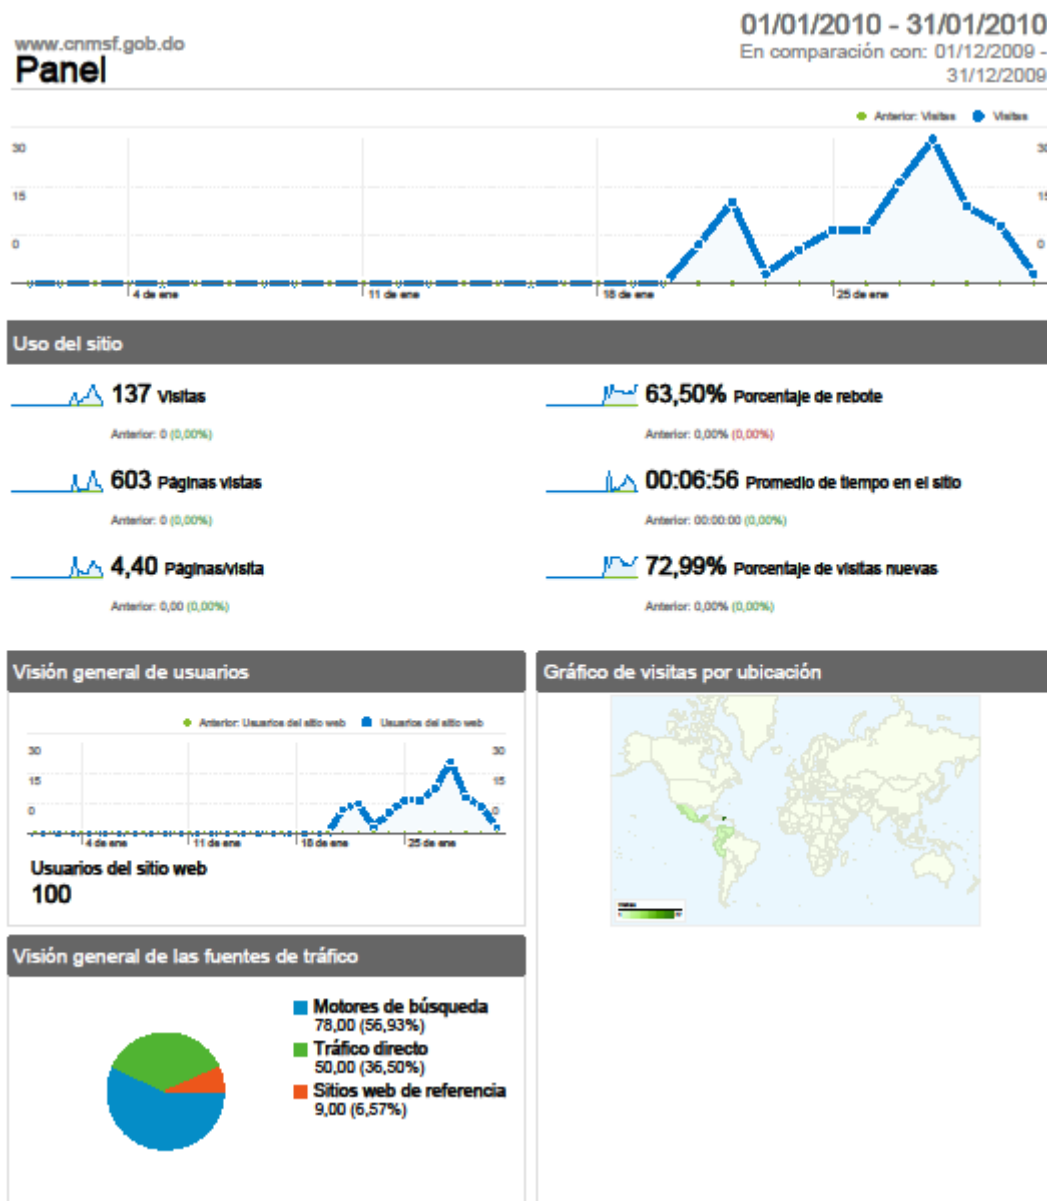 www.cnmsf.gob.do
Panel
01/01/2010 - 31/01/2010
En comparación con: 01/12/2009 -
31/12/2009
Anterior: Visitas Visitas
30 30
15 15
0 0
4 de ene 11 de ene 18 de ene 25 de ene
Uso del sitio
137 Visitas
Anterior: 0 (0,00%)
603 Páginas vistas
Anterior: 0 (0,00%)
4,40 Páginas/visita
Anterior: 0,00 (0,00%)
63,50% Porcentaje de rebote
Anterior: 0,00% (0,00%)
00:06:56 Promedio de tiempo en el sitio
Anterior: 00:00:00 (0,00%)
72,99% Porcentaje de visitas nuevas
Anterior: 0,00% (0,00%)
Visión general de usuarios
Anterior: Usuarios del sitio web Usuarios del sitio web
30 30
15 15
0 0
4 de ene 11 de ene 18 de ene 25 de ene
Usuarios del sitio web
100
Gráfico de visitas por ubicación
Visitas
Visión general de las fuentes de tráfico
Motores de búsqueda
78,00 (56,93%)
Tráfico directo
50,00 (36,50%)
Sitios web de referencia
9,00 (6,57%)